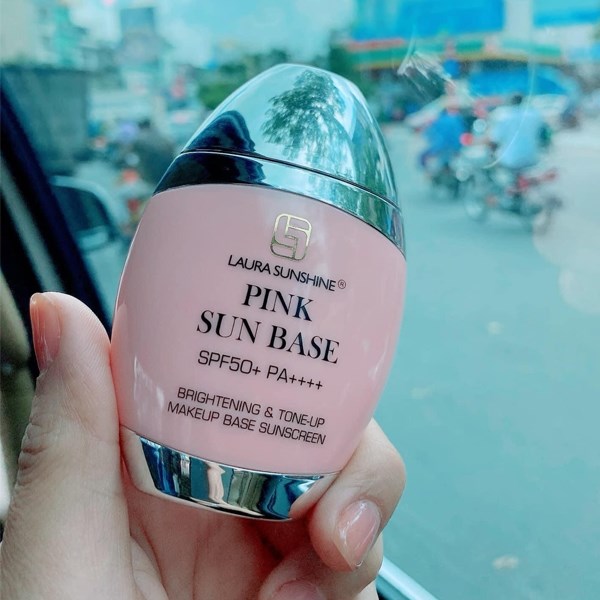 LAURA SUNSHINE®
PINK
SUN BASE
SPF50+ PA++++
BRIGHTENING & TONE-UP
MAKEUP BASE SUNSCREEN